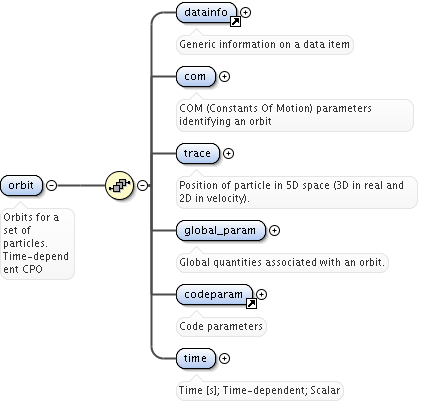 datainfo
Generic information on a data item
com
COM (Constants Of Motion) parameters
identifying an orbit
trace
Position of particle in 5D space (3D in real and
2D in velocity).
orbit
Orbits for a
set of
particles.
Time-depend
ent CPO
global_param
Global quantities associated with an orbit.
codeparam
Code parameters
time
Time [s]; Time-dependent; Scalar